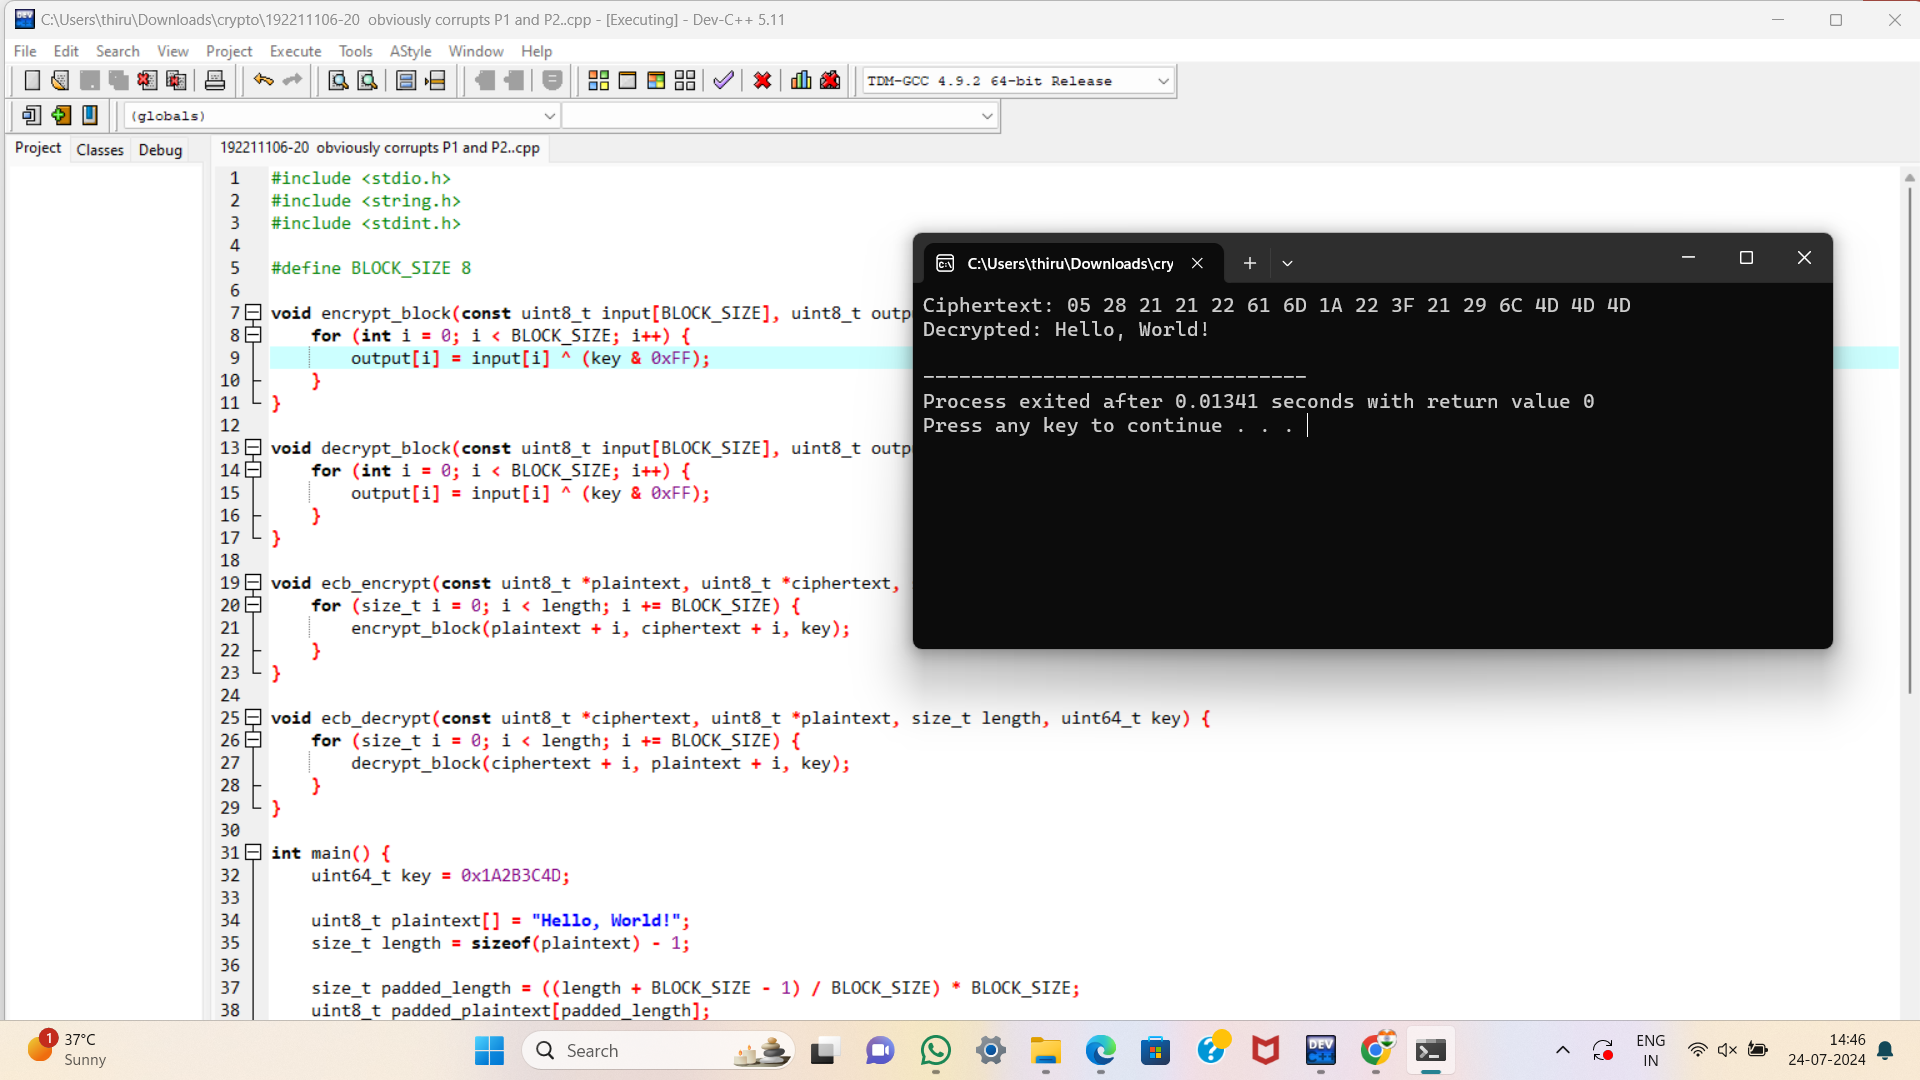 C:\Users\thiru\Downloads\crypto\192211106-20  obviously corrupts P1 and P2..cpp - [Executing] - Dev-C++ 5.11
File Edit Search View Project Execute Tools AStyle Window Help
TDM-GCC 4.9.2 64-bit Release
(globals)
Project Classes Debug
192211106-20  obviously corrupts P1 and P2..cpp
1 #include <stdio.h>
2 #include <string.h>
3 #include <stdint.h>
4
5 #define BLOCK_SIZE 8
6
7 void encrypt_block(const uint8_t input[BLOCK_SIZE], uint8_t outp
8 for (int i = 0; i < BLOCK_SIZE; i++) {
9 output[i] = input[i] ^ (key & 0xFF);
10 }
11 }
12
13 void decrypt_block(const uint8_t input[BLOCK_SIZE], uint8_t outp
14 for (int i = 0; i < BLOCK_SIZE; i++) {
15 output[i] = input[i] ^ (key & 0xFF);
16 }
17 }
18
19 void ecb_encrypt(const uint8_t *plaintext, uint8_t *ciphertext,
20 for (size_t i = 0; i < length; i += BLOCK_SIZE) {
21 encrypt_block(plaintext + i, ciphertext + i, key);
22 }
23 }
24
25 void ecb_decrypt(const uint8_t *ciphertext, uint8_t *plaintext, size_t length, uint64_t key) {
26 for (size_t i = 0; i < length; i += BLOCK_SIZE) {
27 decrypt_block(ciphertext + i, plaintext + i, key);
28 }
29 }
30
31 int main() {
32 uint64_t key = 0x1A2B3C4D;
33
34 uint8_t plaintext[] = "Hello, World!";
35 size_t length = sizeof(plaintext) - 1;
36
37 size_t padded_length = ((length + BLOCK_SIZE - 1) / BLOCK_SIZE) * BLOCK_SIZE;
38 uint8_t padded_plaintext[padded_length];
C:\Users\thiru\Downloads\cry
Ciphertext: 05 28 21 21 22 61 6D 1A 22 3F 21 29 6C 4D 4D 4D
Decrypted: Hello, World!
--------------------------------
Process exited after 0.01341 seconds with return value 0
Press any key to continue . . .
1
37°C
Sunny
Search
DEV
C++
ENG
IN
14:46
24-07-2024